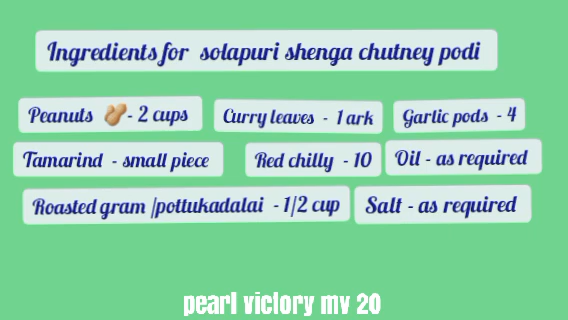 Ingredients for solapuri shenga chutney podi
Peanuts 🥜 - 2 cups
Curry leaves - 1 ark
Garlic pods - 4
Tamarind - small piece
Red chilly - 10
Oil - as required
Roasted gram /pottukadalai - 1/2 cup
Salt - as required
pearl victory mv 20